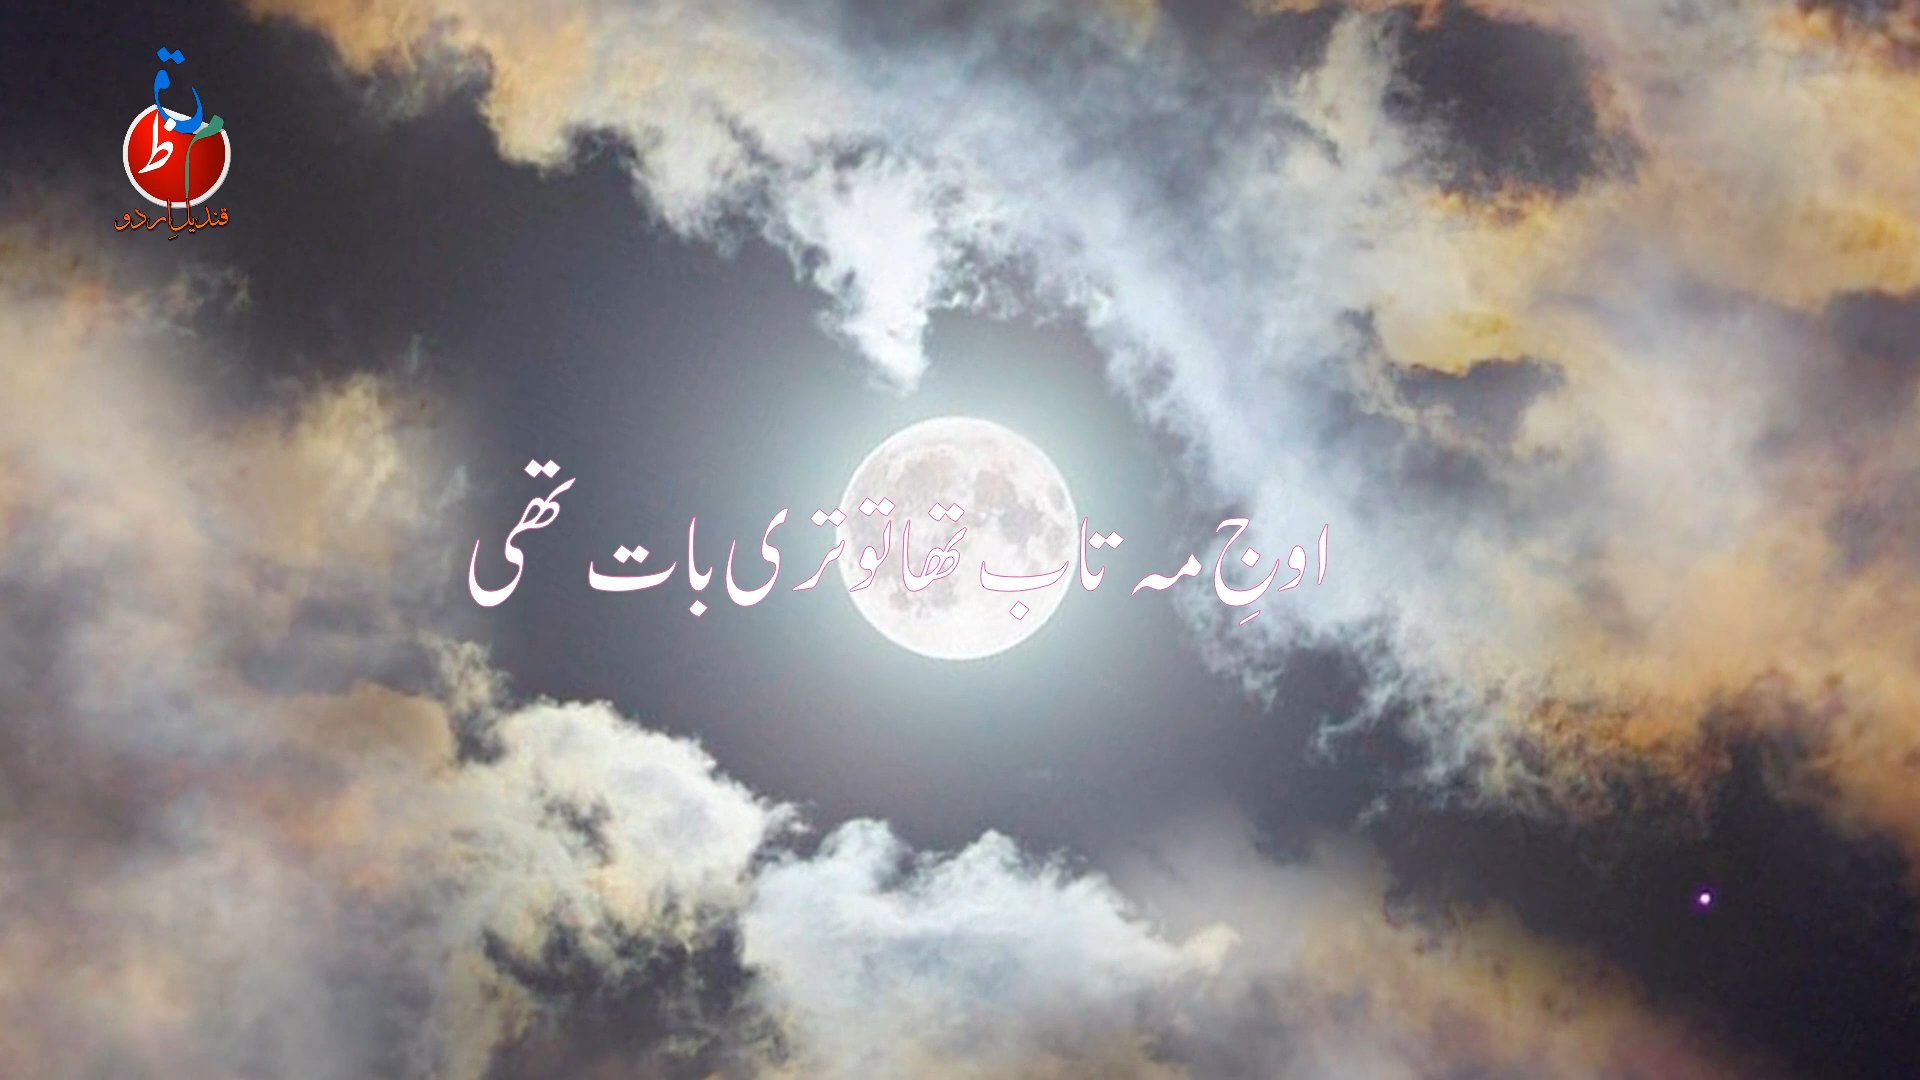 قندیلِ اردو
اوجِ مہ تاب تھا تو تری بات تھی